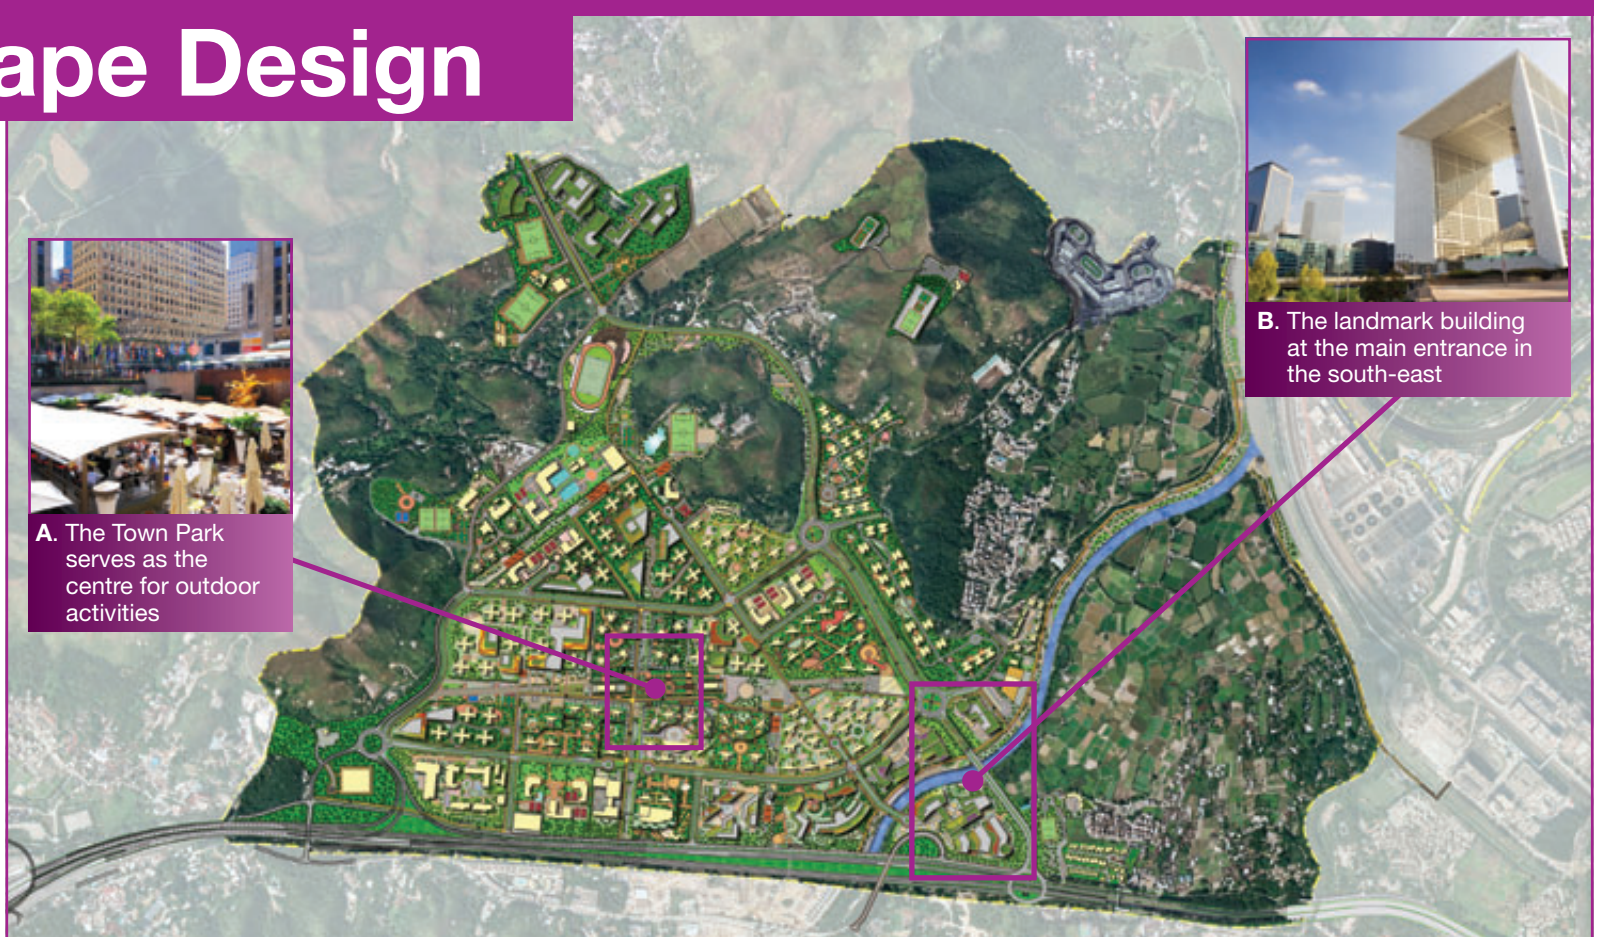 ape Design
A. The Town Park
serves as the
centre for outdoor
activities
B. The landmark building
at the main entrance in
the south-east